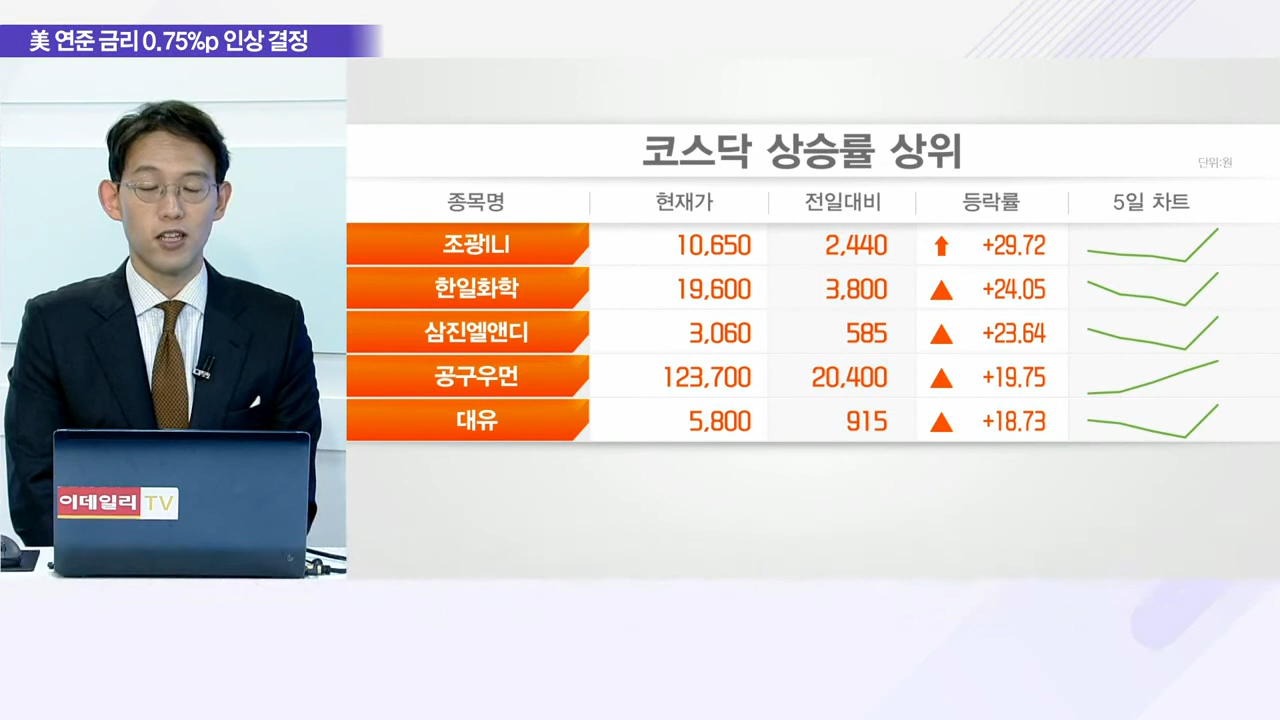 美 연준 금리 0.75%p 인상 결정
코스닥 상승률 상위
단위:원
종목명 현재가 전일대비 등락률 5일 차트
조광ILI 10,650 2,440 +29.72
한일화학 19,600 3,800 ▲ +24.05
삼진엘앤디 3,060 585 ▲ +23.64
공구우먼 123,700 20,400 ▲ +19.75
대유 5,800 915 ▲ +18.73
이데일리 TV